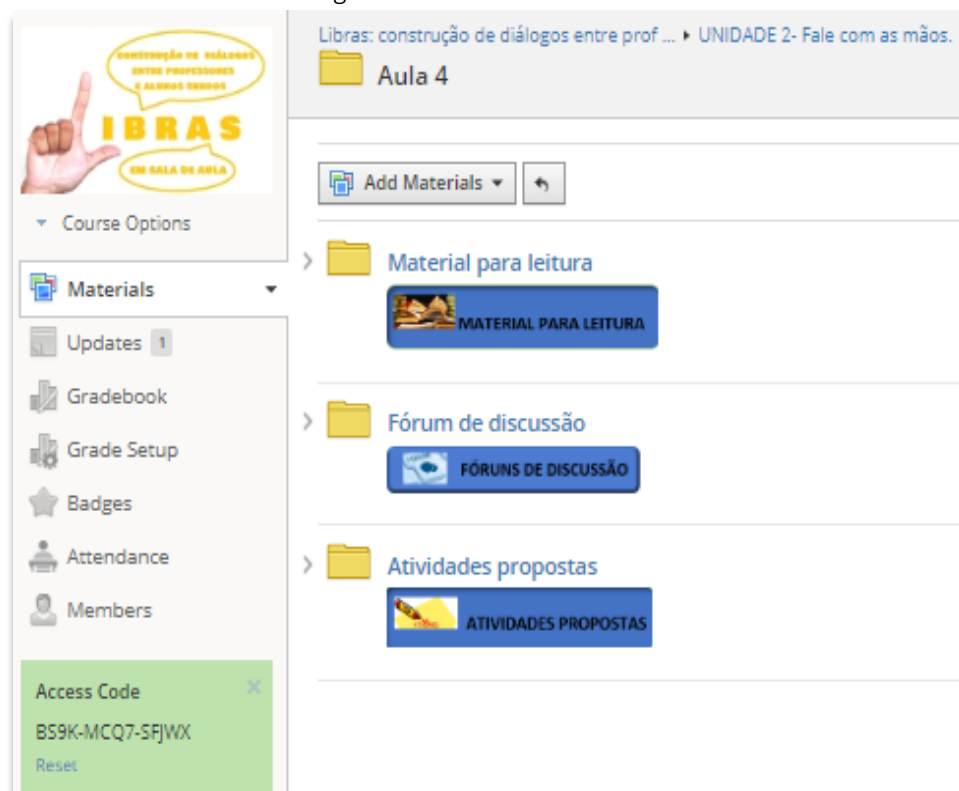 CONSTRUÇÃO DE DIÁLOGOS
ENTRE PROFESSORES
E ALUNOS SURDOS
IBRAS
EM SALA DE AULA
Course Options
Materials
Updates 1
Gradebook
Grade Setup
Badges
Attendance
Members
Access Code
BS9K-MCQ7-SFJWX
Reset
Libras: construção de diálogos entre prof ... UNIDADE 2- Fale com as mãos.
Aula 4
Add Materials
Material para leitura
MATERIAL PARA LEITURA
Fórum de discussão
FÓRUNS DE DISCUSSÃO
Atividades propostas
ATIVIDADES PROPOSTAS